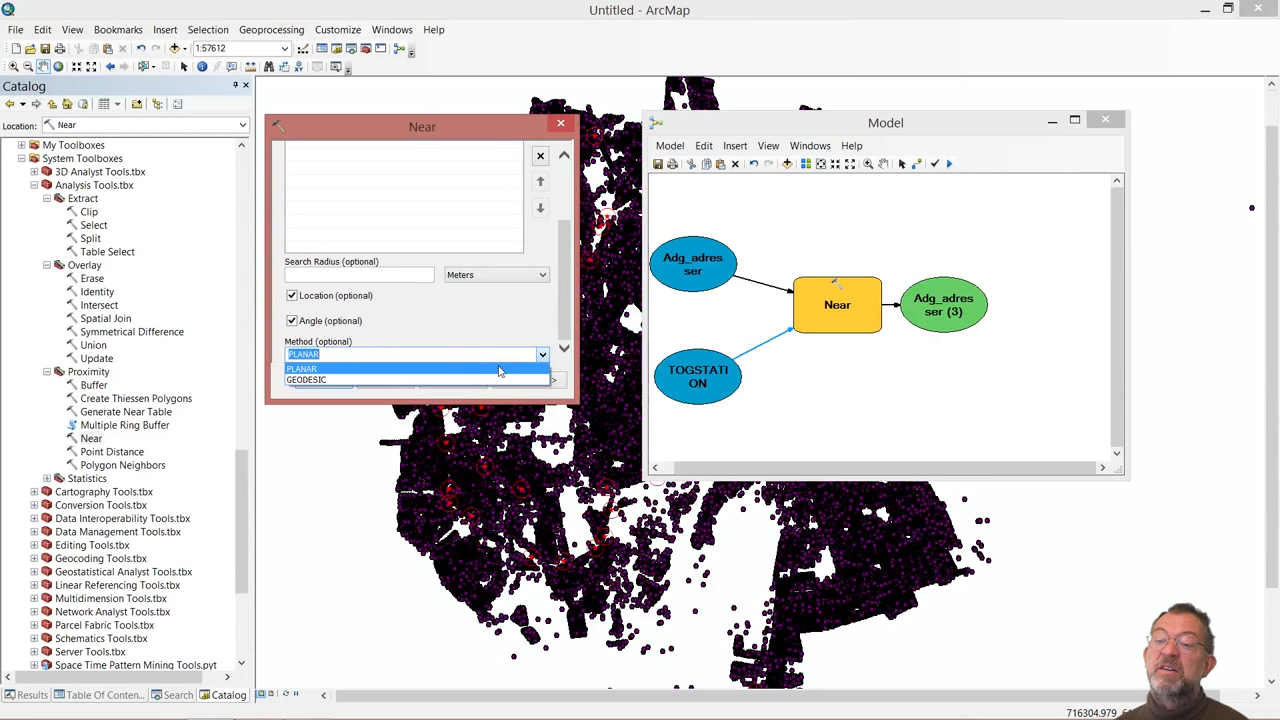 Untitled - ArcMap
File Edit View Bookmarks Insert Selection Geoprocessing Customize Windows Help
1:57612
Catalog
Location: Near
My Toolboxes
System Toolboxes
3D Analyst Tools.tbx
Analysis Tools.tbx
Extract
Clip
Select
Split
Table Select
Overlay
Erase
Identity
Intersect
Spatial Join
Symmetrical Difference
Union
Update
Proximity
Buffer
Create Thiessen Polygons
Generate Near Table
Multiple Ring Buffer
Near
Point Distance
Polygon Neighbors
Statistics
Cartography Tools.tbx
Conversion Tools.tbx
Data Interoperability Tools.tbx
Data Management Tools.tbx
Editing Tools.tbx
Geocoding Tools.tbx
Geostatistical Analyst Tools.tbx
Linear Referencing Tools.tbx
Multidimension Tools.tbx
Network Analyst Tools.tbx
Parcel Fabric Tools.tbx
Schematics Tools.tbx
Server Tools.tbx
Space Time Pattern Mining Tools.pyt
Results Table Of Conten... Search Catalog
Near
Search Radius (optional)
Meters
Location (optional)
Angle (optional)
Method (optional)
PLANAR
PLANAR
GEODESIC
Model
Model Edit Insert View Windows Help
Adg_adres
ser
TOGSTATI
ON
Near
Adg_adres
ser (3)